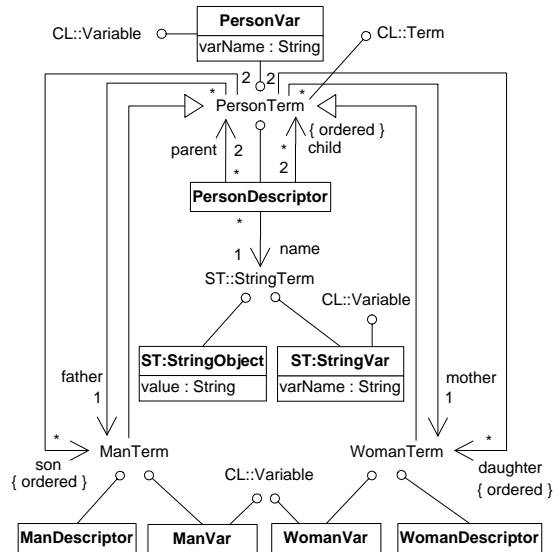 PersonVar
CL::Variable
varName : String
CL::Term
2
2
*
*
PersonTerm
parent
2
*
{ ordered }
child
*
2
PersonDescriptor
*
1
name
ST::StringTerm
CL::Variable
ST::StringObject
value : String
ST:StringVar
varName : String
father
1
mother
1
*
ManTerm
WomanTerm
*
son
{ ordered }
CL::Variable
daughter
{ ordered }
ManDescriptor
ManVar
WomanVar
WomanDescriptor